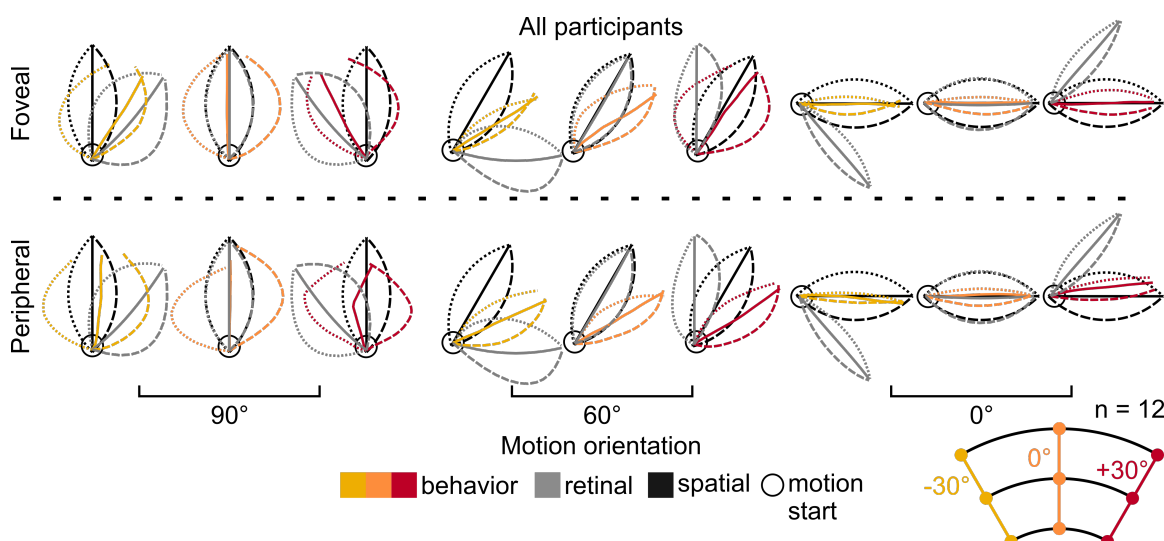 All participants
Foveal
Peripheral
90°
60°
0°
n = 12
Motion orientation
behavior
retinal
spatial
motion
start
-30°
0°
+30°